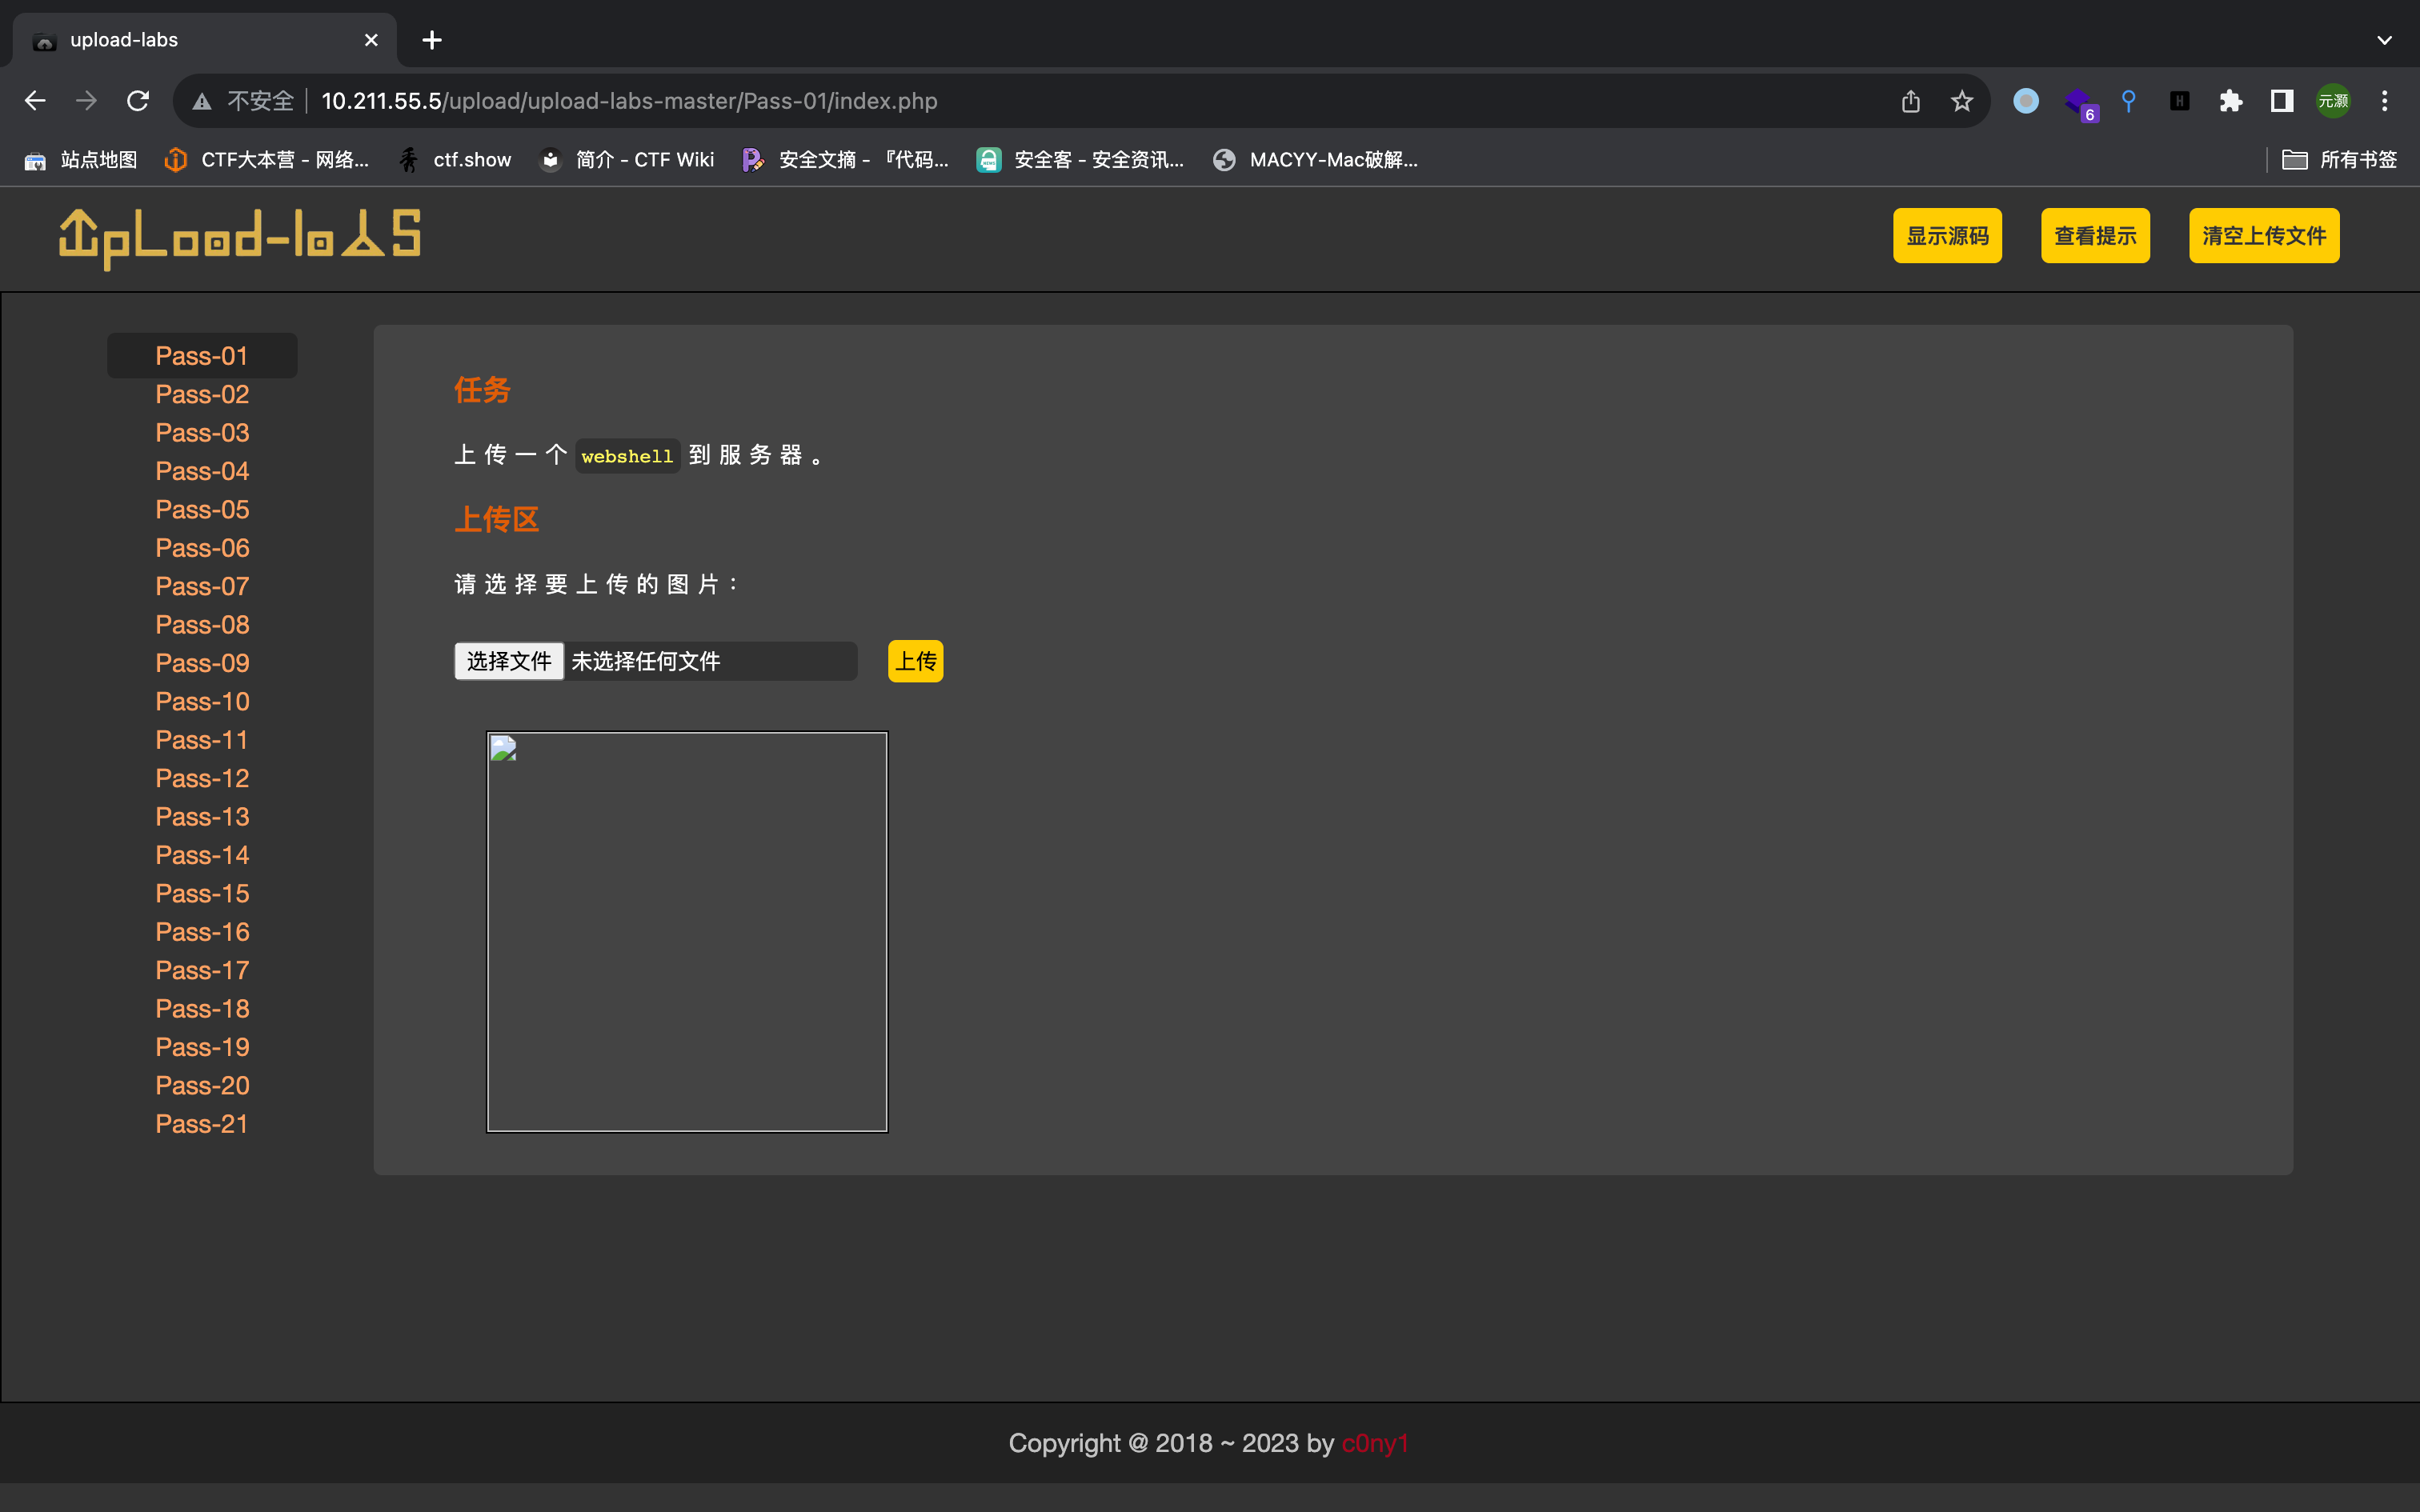 upload-labs
不安全 10.211.55.5/upload/upload-labs-master/Pass-01/index.php
6 H 元灏
站点地图 CTF大本营 - 网络... ctf.show 简介 - CTF Wiki 安全文摘 - 『代码... 安全客 - 安全资讯... MACYY-Mac破解... 所有书签
UpLoad-labS 显示源码 查看提示 清空上传文件
Pass-01
Pass-02
Pass-03
Pass-04
Pass-05
Pass-06
Pass-07
Pass-08
Pass-09
Pass-10
Pass-11
Pass-12
Pass-13
Pass-14
Pass-15
Pass-16
Pass-17
Pass-18
Pass-19
Pass-20
Pass-21
任务
上传一个 webshell 到服务器。
上传区
请选择要上传的图片：
选择文件 未选择任何文件 上传
Copyright @ 2018 ~ 2023 by c0ny1